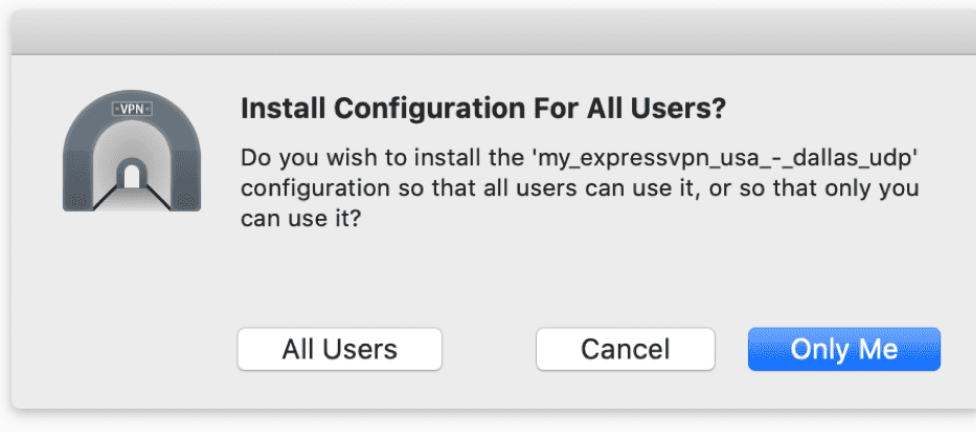 VPN
Install Configuration For All Users?
Do you wish to install the 'my_expressvpn_usa_-_dallas_udp'
configuration so that all users can use it, or so that only you
can use it?
All Users
Cancel
Only Me